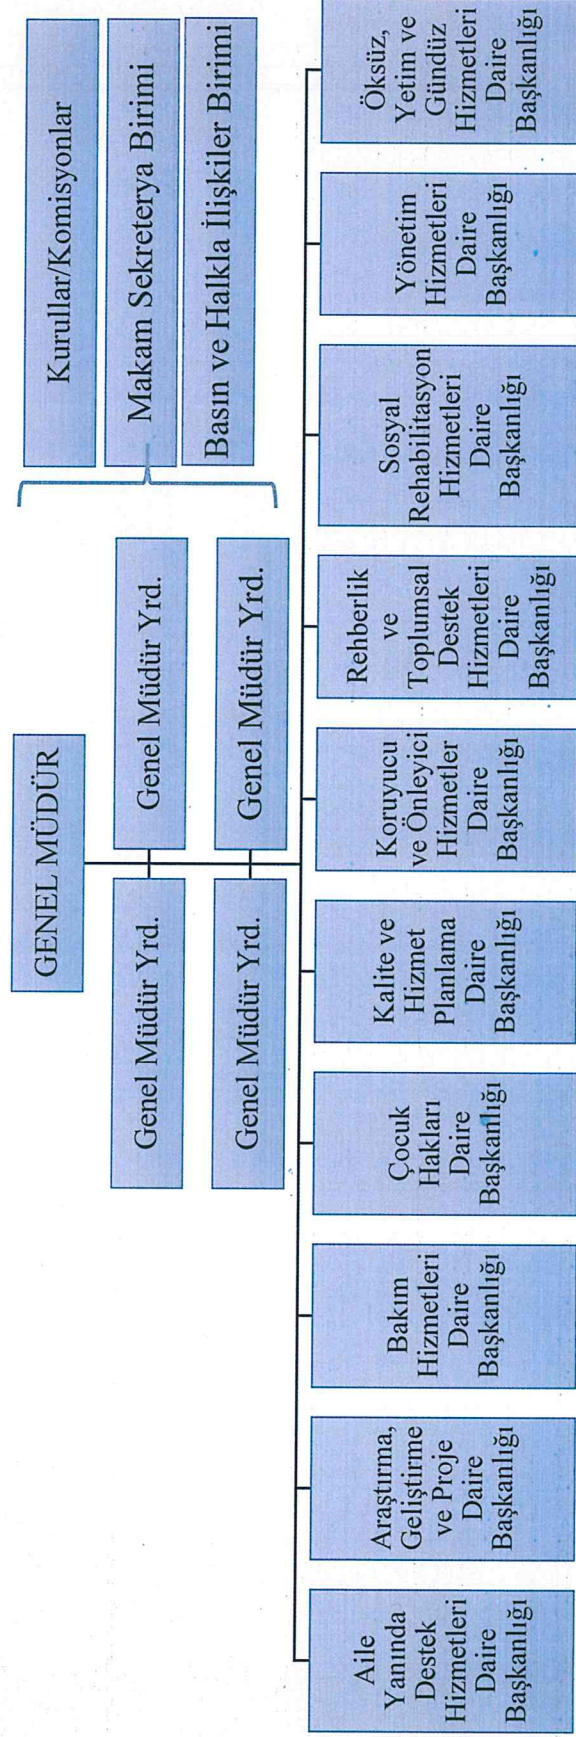 GENEL MÜDÜR
Genel Müdür Yrd.
Genel Müdür Yrd.
Genel Müdür Yrd.
Genel Müdür Yrd.
Kurullar/Komisyonlar
Makam Sekreterya Birimi
Basın ve Halkla İlişkiler Birimi
Aile
Yanında
Destek
Hizmetleri
Daire
Başkanlığı
Araştırma,
Geliştirme
ve Proje
Daire
Başkanlığı
Bakım
Hizmetleri
Daire
Başkanlığı
Çocuk
Hakları
Daire
Başkanlığı
Kalite ve
Hizmet
Planlama
Daire
Başkanlığı
Koruyucu
ve Önleyici
Hizmetler
Daire
Başkanlığı
Rehberlik
ve
Toplumsal
Destek
Hizmetleri
Daire
Başkanlığı
Sosyal
Rehabilitasyon
Hizmetleri
Daire
Başkanlığı
Yönetim
Hizmetleri
Daire
Başkanlığı
Öksüz,
Yetim ve
Gündüz
Hizmetleri
Daire
Başkanlığı